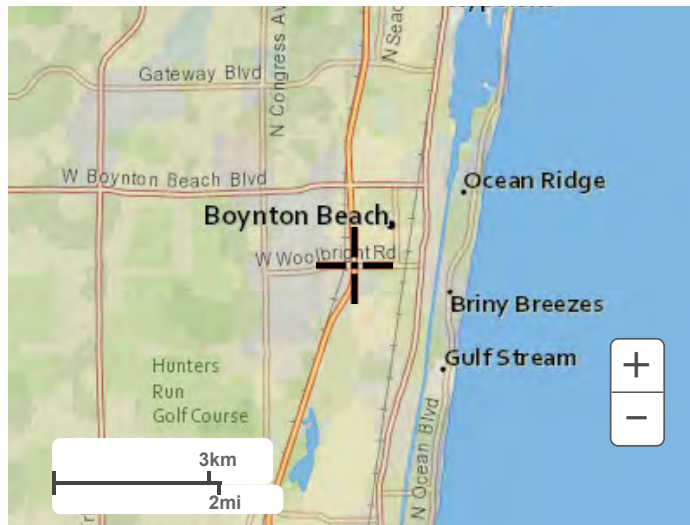 N Seac
N Congress Av
Gateway Blvd
W Boynton Beach Blvd
Ocean Ridge
Boynton Beach
W Woolbright Rd
Briny Breezes
Gulf Stream
Hunters
Run
Golf Course
N Ocean Blvd
+
−
3km
2mi